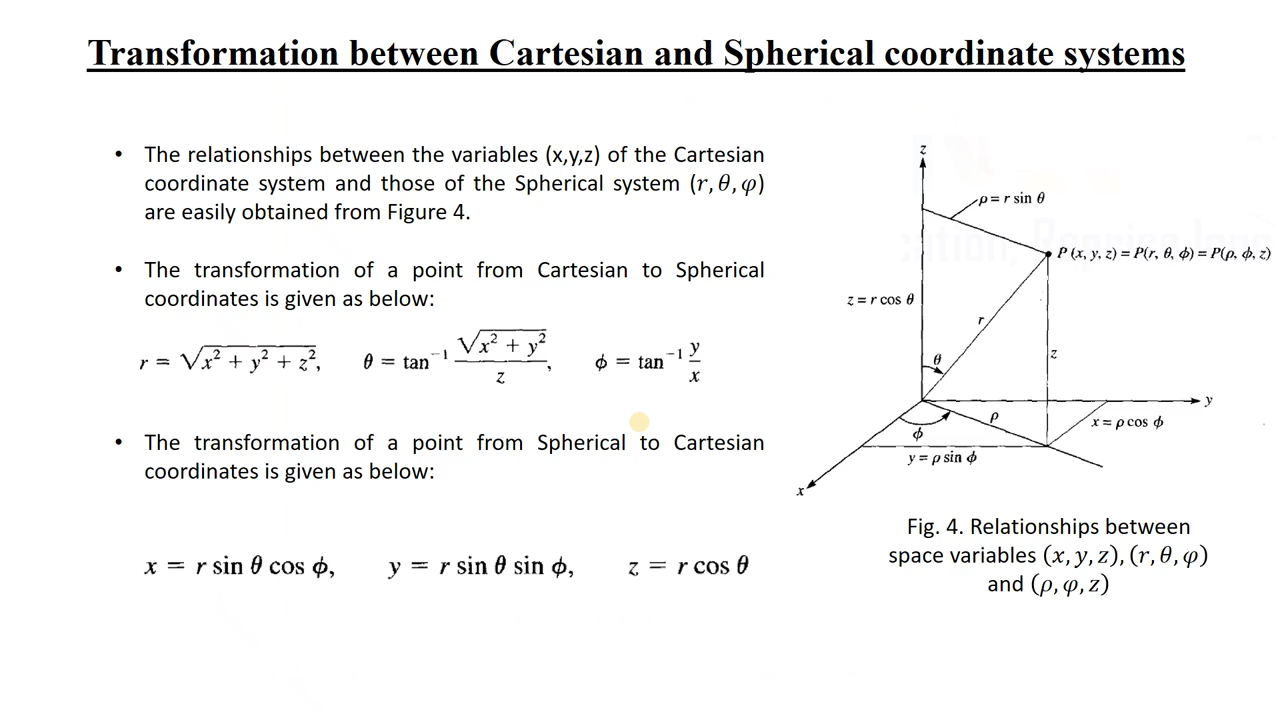 Transformation between Cartesian and Spherical coordinate systems
• The relationships between the variables (x,y,z) of the Cartesian
coordinate system and those of the Spherical system (r, θ, φ)
are easily obtained from Figure 4.
• The transformation of a point from Cartesian to Spherical
coordinates is given as below:
r = √(x² + y² + z²), θ = tan⁻¹ √(x² + y²)/z, ϕ = tan⁻¹ y/x
• The transformation of a point from Spherical to Cartesian
coordinates is given as below:
x = r sin θ cos ϕ, y = r sin θ sin ϕ, z = r cos θ
z
ρ = r sin θ
P (x, y, z) = P(r, θ, ϕ) = P(ρ, ϕ, z)
z = r cos θ
r
θ
z
y
ρ
x = ρ cos ϕ
ϕ
y = ρ sin ϕ
x
Fig. 4. Relationships between
space variables (x, y, z), (r, θ, φ)
and (ρ, φ, z)